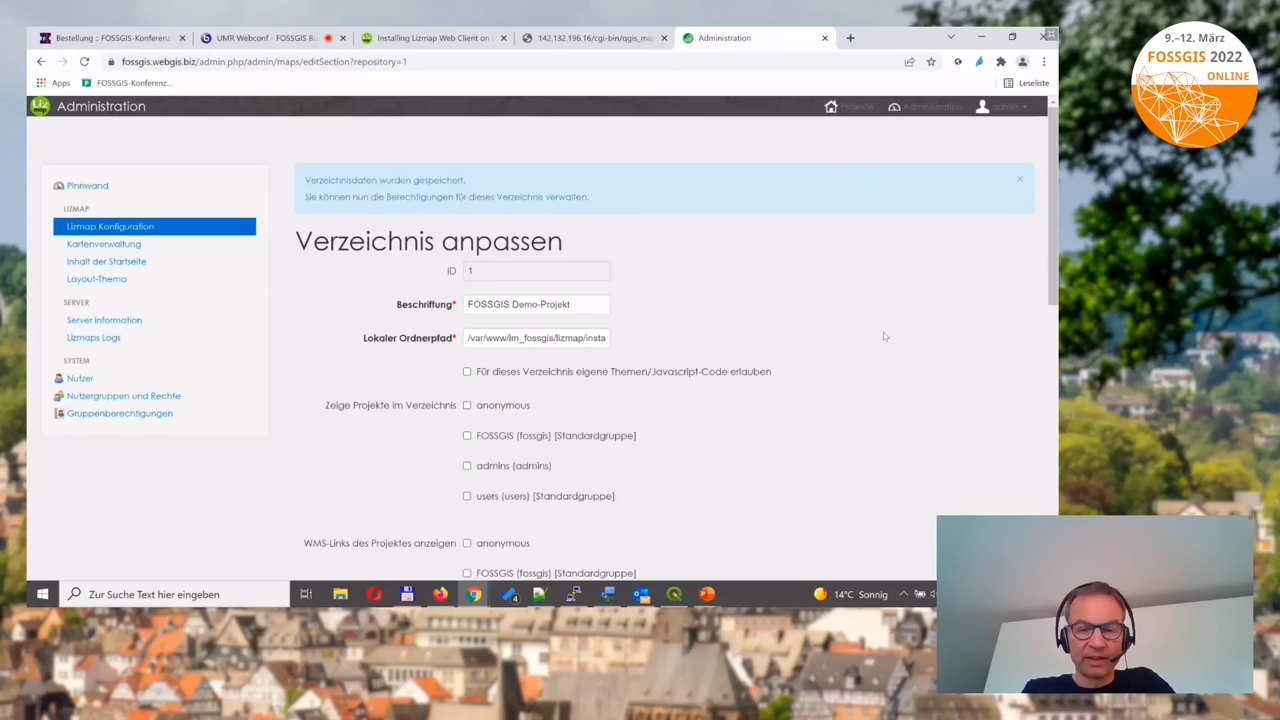 Bestellung :: FOSSGIS-Konferenz
UMR Webconf - FOSSGIS B
Installing Lizmap Web Client on L
142.132.196.16/cgi-bin/qgis_ma
Administration
fossgis.webgis.biz/admin.php/admin/maps/editSection?repository=1
Apps
FOSSGIS-Konferenz...
Leseliste
Liz
map
Administration
Projekte
Administration
admin
Pinnwand
LIZMAP
Lizmap Konfiguration
Kartenverwaltung
Inhalt der Startseite
Layout-Thema
SERVER
Server information
Lizmaps Logs
SYSTEM
Nutzer
Nutzergruppen und Rechte
Gruppenberechtigungen
Verzeichnisdaten wurden gespeichert.
Sie können nun die Berechtigungen für dieses Verzeichnis verwalten.
Verzeichnis anpassen
ID 1
Beschriftung* FOSSGIS Demo-Projekt
Lokaler Ordnerpfad* /var/www/lm_fossgis/lizmap/insta
Für dieses Verzeichnis eigene Themen/Javascript-Code erlauben
Zeige Projekte im Verzeichnis anonymous
FOSSGIS (fossgis) [Standardgruppe]
admins (admins)
users (users) [Standardgruppe]
WMS-Links des Projektes anzeigen anonymous
FOSSGIS (fossgis) [Standardgruppe]
Zur Suche Text hier eingeben
14°C Sonnig
9.–12. März
FOSSGIS 2022
ONLINE